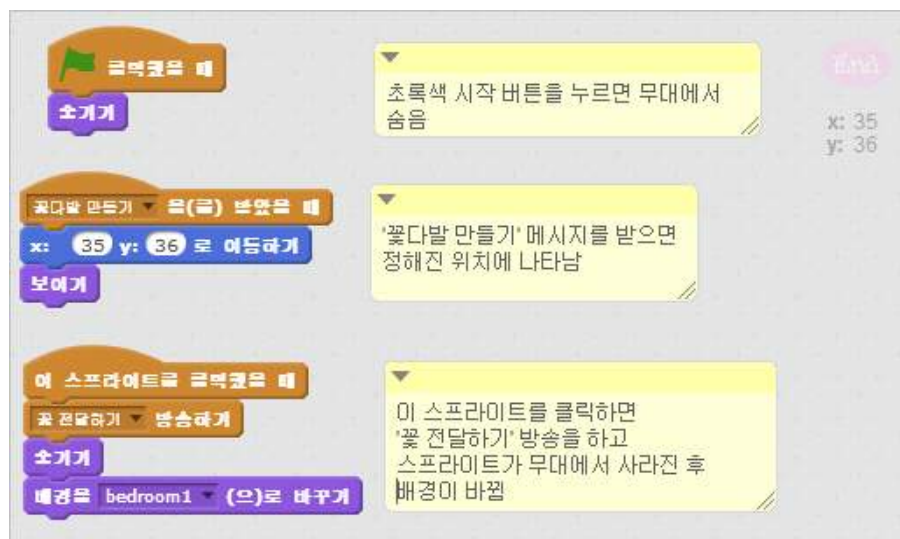 클릭했을 때
숨기기
초록색 시작 버튼을 누르면 무대에서
숨음
x: 35
y: 36
꽃다발 만들기 을(를) 받았을 때
x: 35 y: 36 로 이동하기
보이기
'꽃다발 만들기' 메시지를 받으면
정해진 위치에 나타남
이 스프라이트를 클릭했을 때
꽃 전달하기 방송하기
숨기기
배경을 bedroom1 (으)로 바꾸기
이 스프라이트를 클릭하면
'꽃 전달하기' 방송을 하고
스프라이트가 무대에서 사라진 후
배경이 바뀜